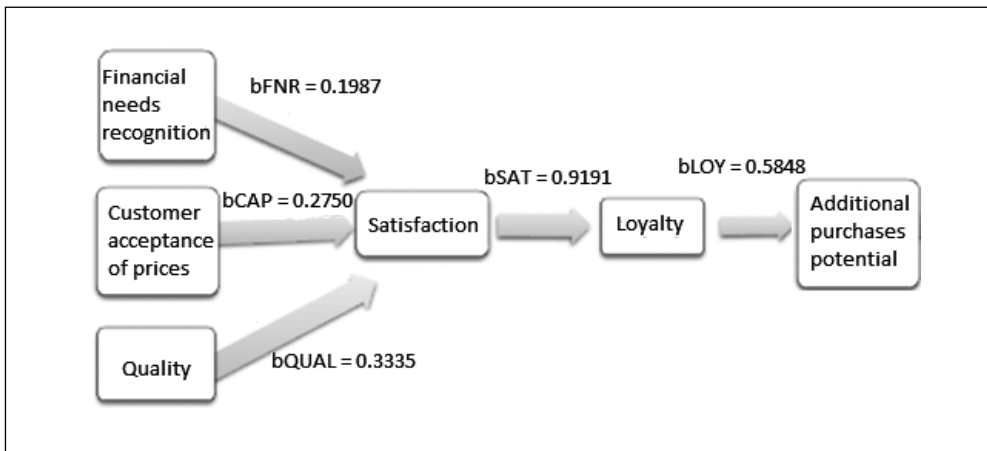 Financial
needs
recognition
bFNR = 0.1987
Customer
acceptance
of prices
bCAP = 0.2750
Quality
bQUAL = 0.3335
Satisfaction
bSAT = 0.9191
Loyalty
bLOY = 0.5848
Additional
purchases
potential